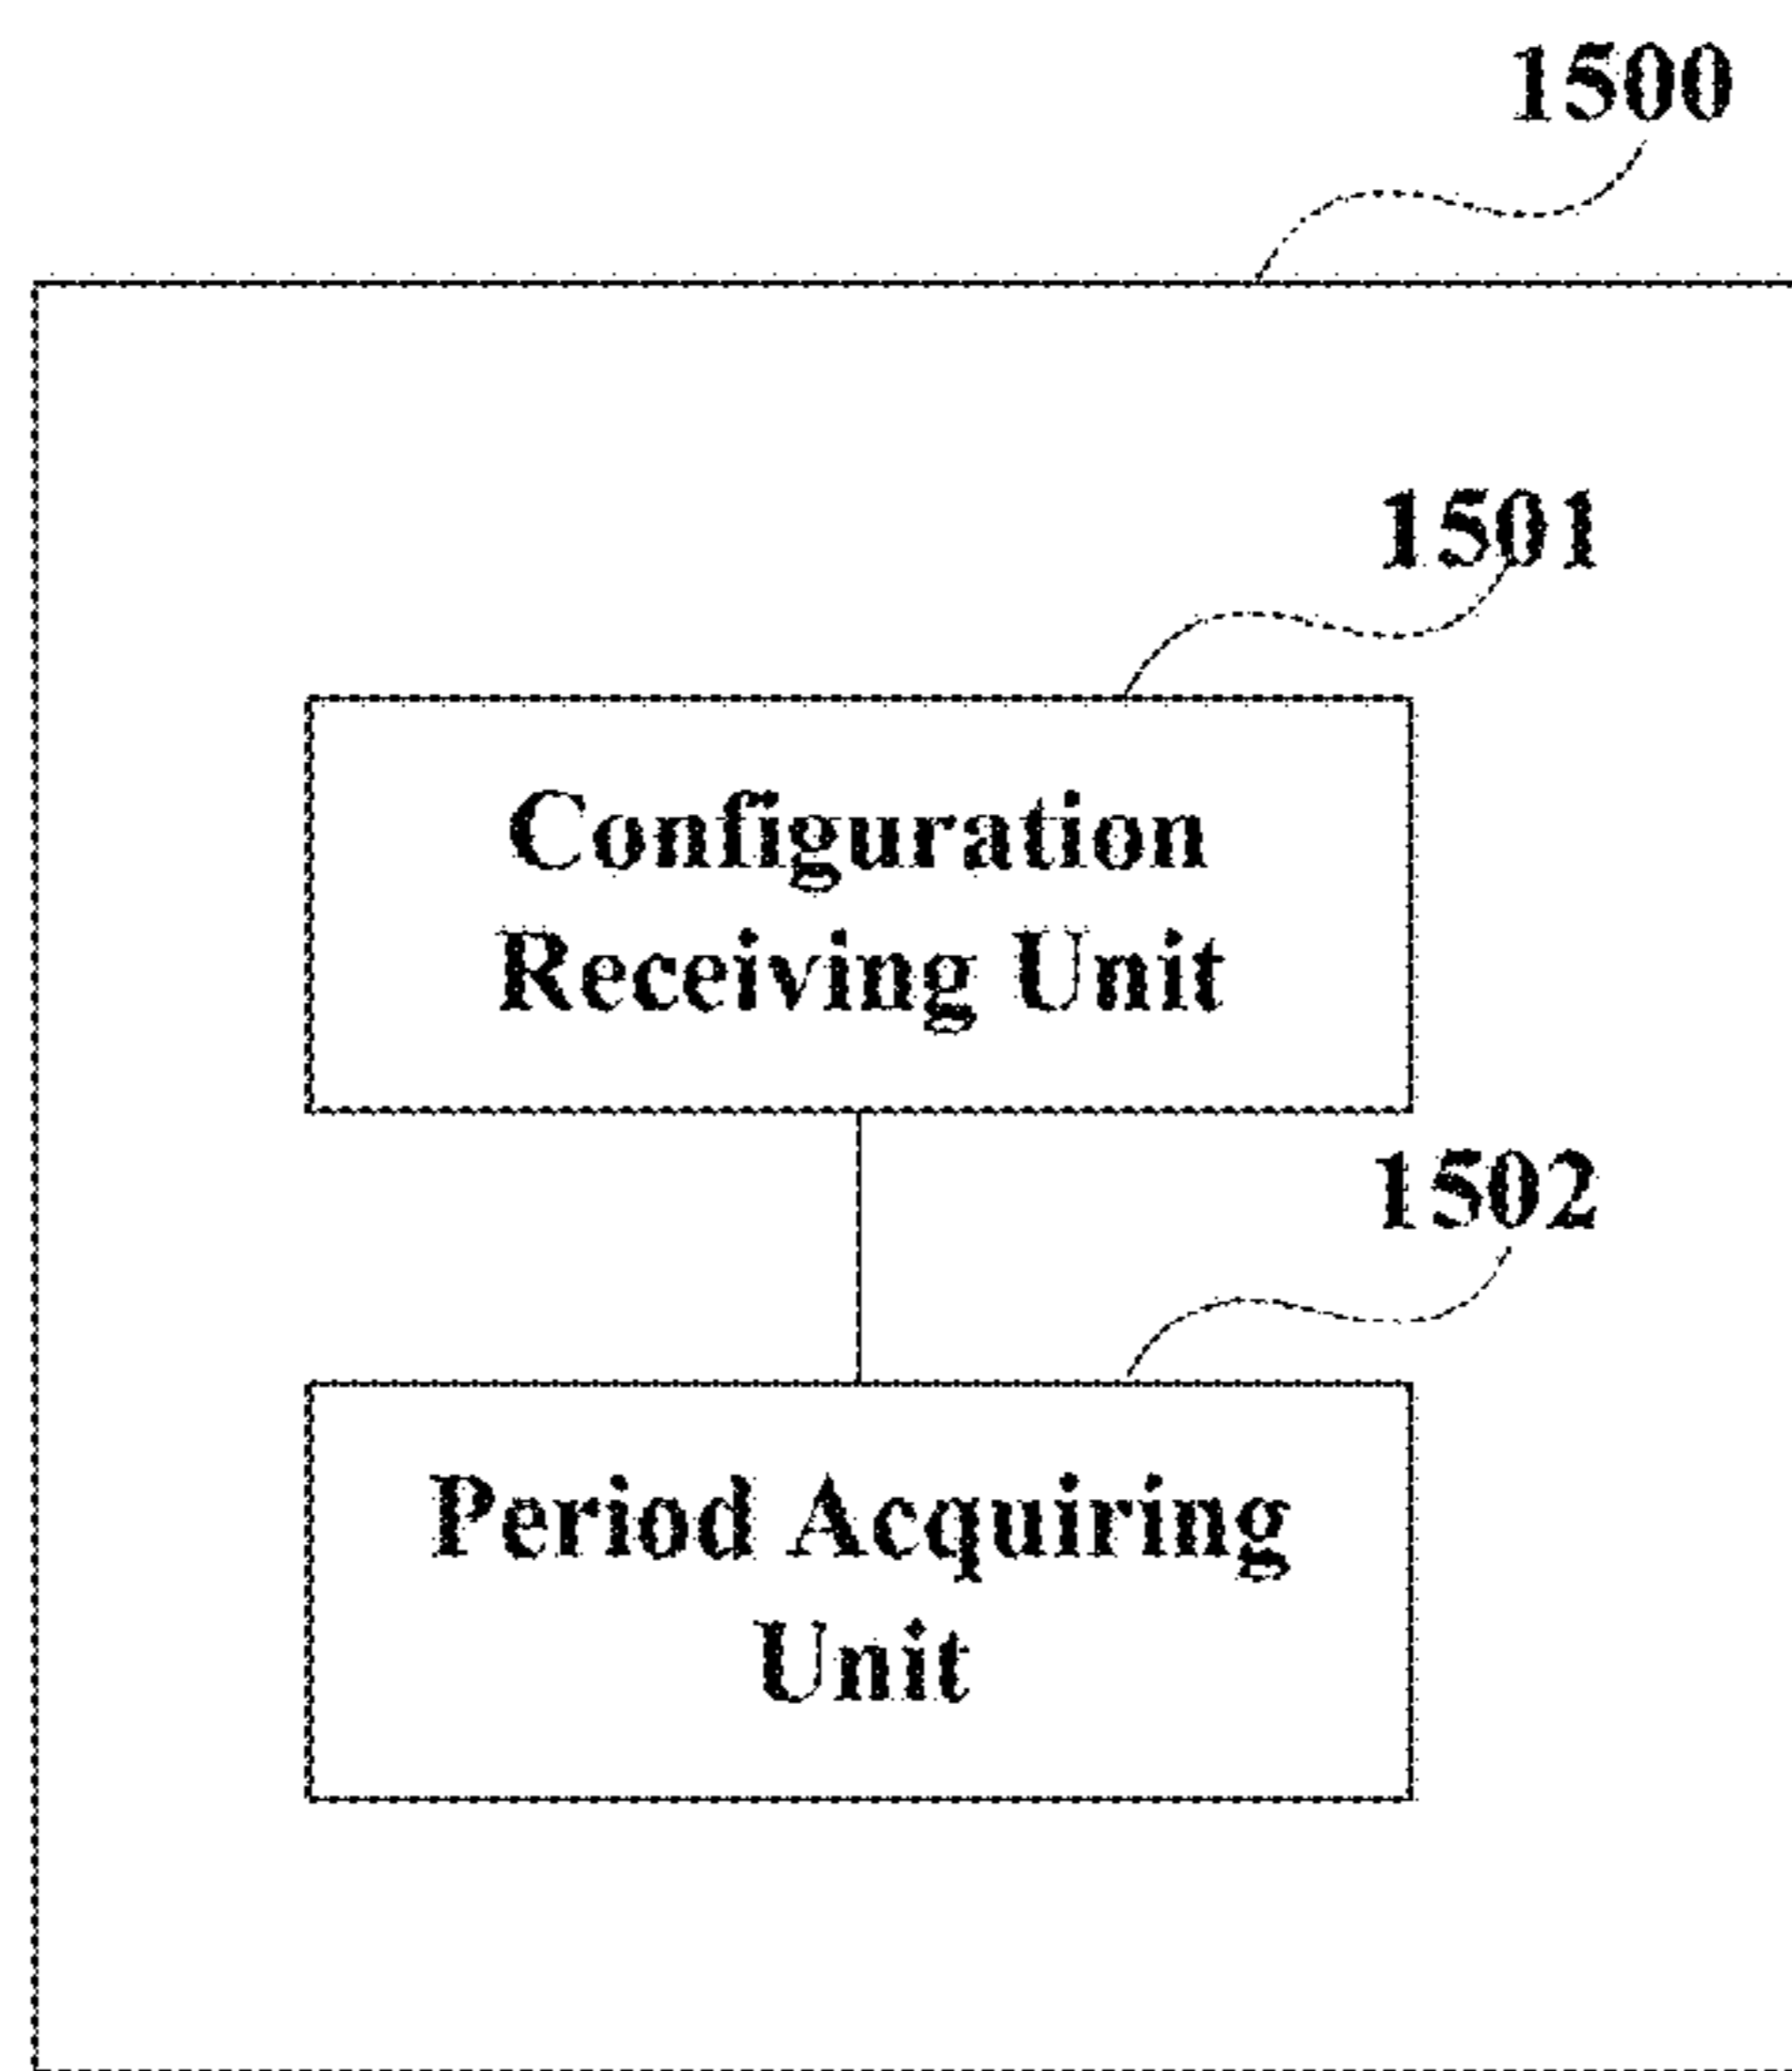 1500
1501
Configuration
Receiving Unit
1502
Period Acquiring
Unit